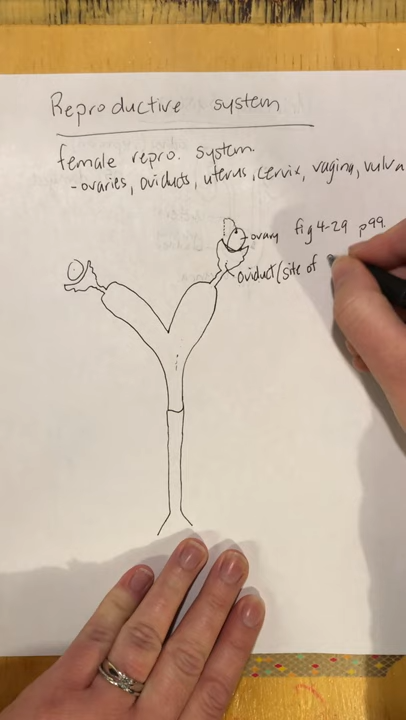 Reproductive system
female repro. system.
-ovaries, oviducts, uterus, cervix, vagina, vulva
ovary fig 4-29 p99.
oviduct (site of